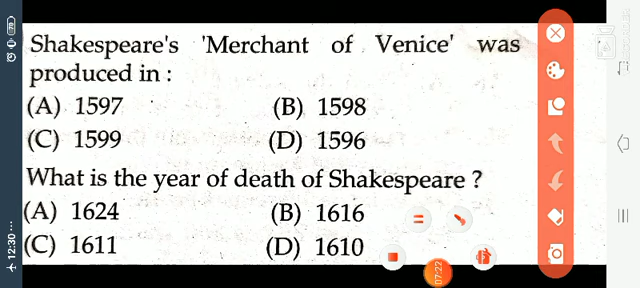 Shakespeare's 'Merchant of Venice' was
produced in :
(A) 1597 (B) 1598
(C) 1599 (D) 1596
What is the year of death of Shakespeare ?
(A) 1624 (B) 1616
(C) 1611 (D) 1610
07:22
12:30...